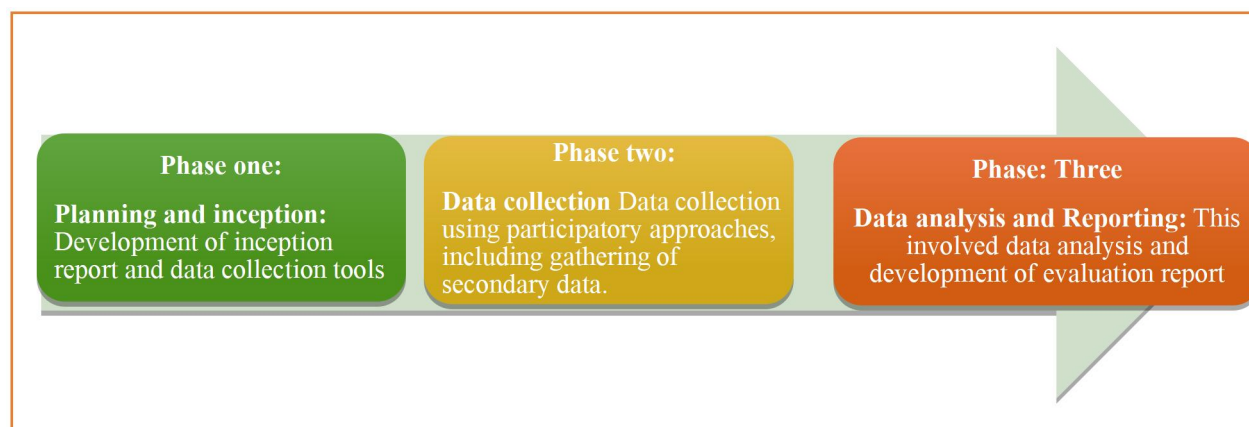 Phase one:
Planning and inception:
Development of inception
report and data collection tools
Phase two:
Data collection Data collection
using participatory approaches,
including gathering of
secondary data.
Phase: Three
Data analysis and Reporting: This
involved data analysis and
development of evaluation report